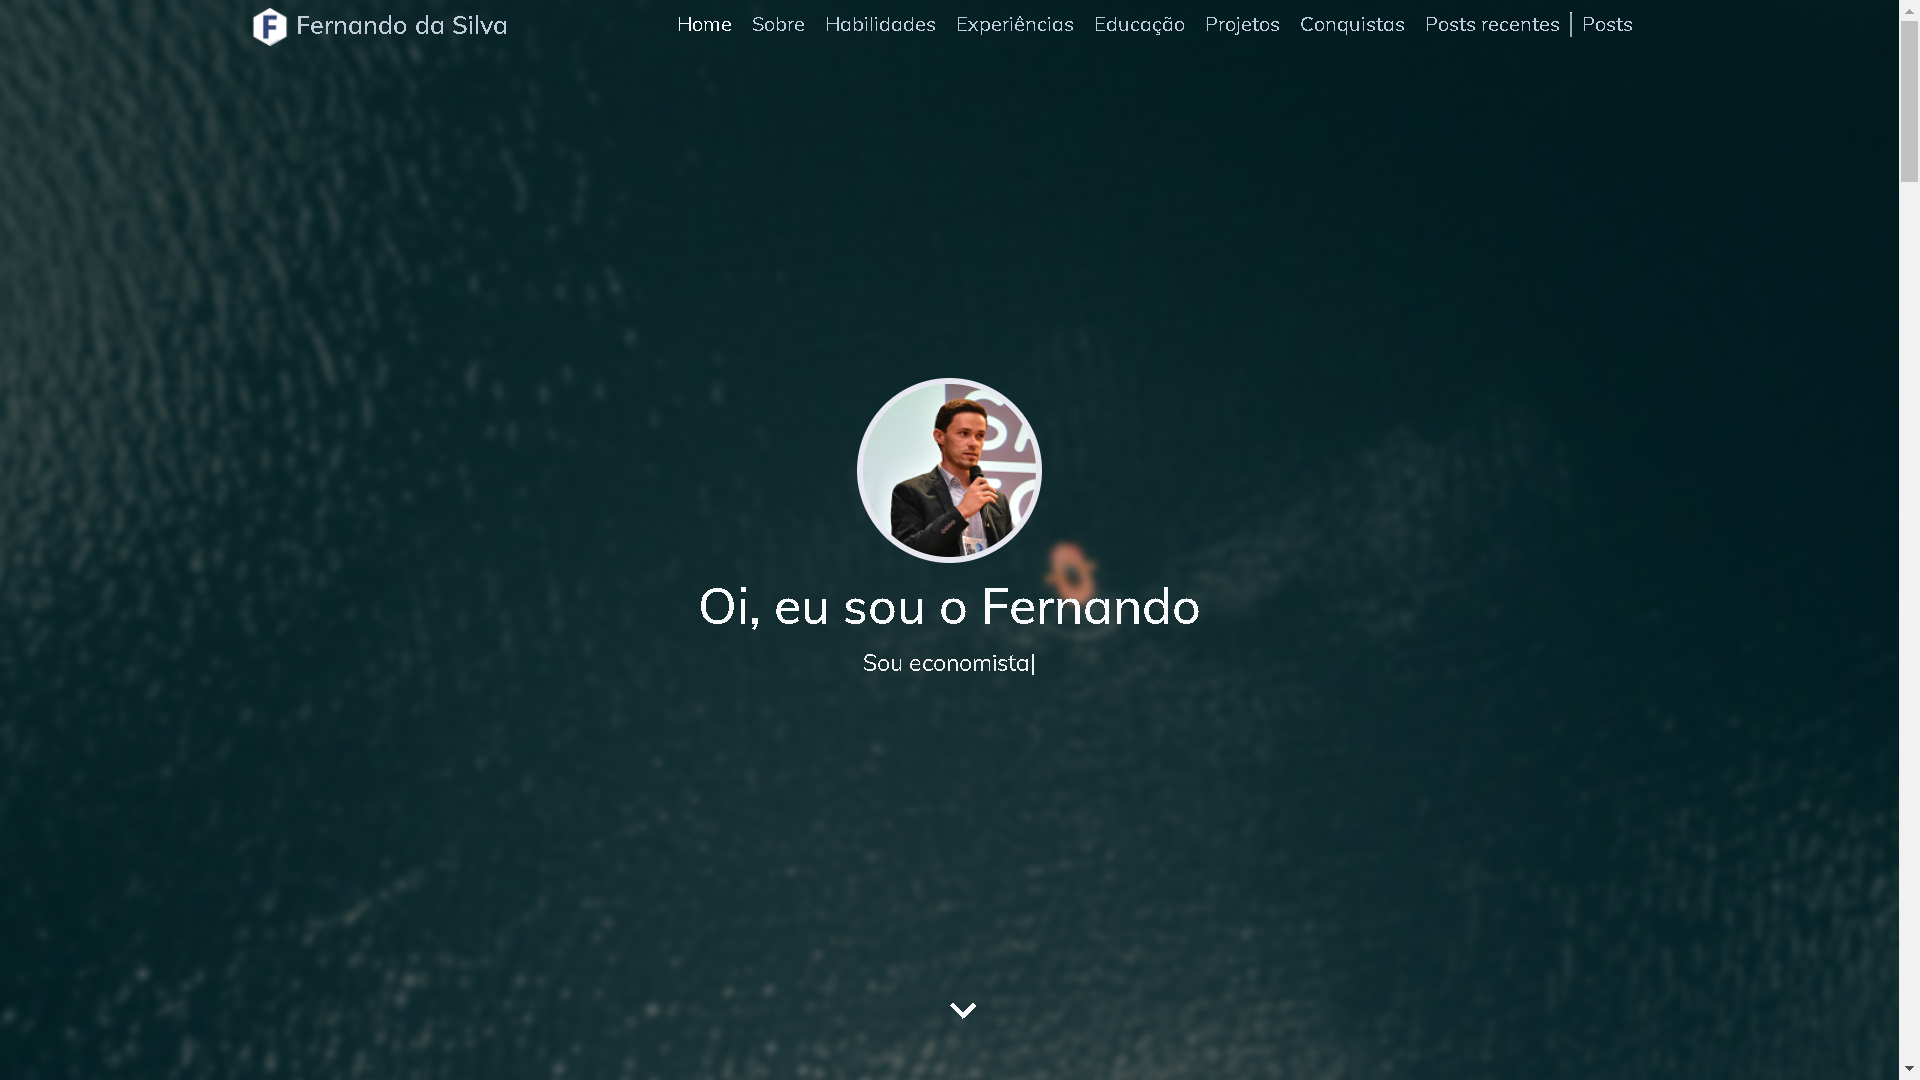 F Fernando da Silva
Home Sobre Habilidades Experiências Educação Projetos Conquistas Posts recentes | Posts
Oi, eu sou o Fernando
Sou economista|